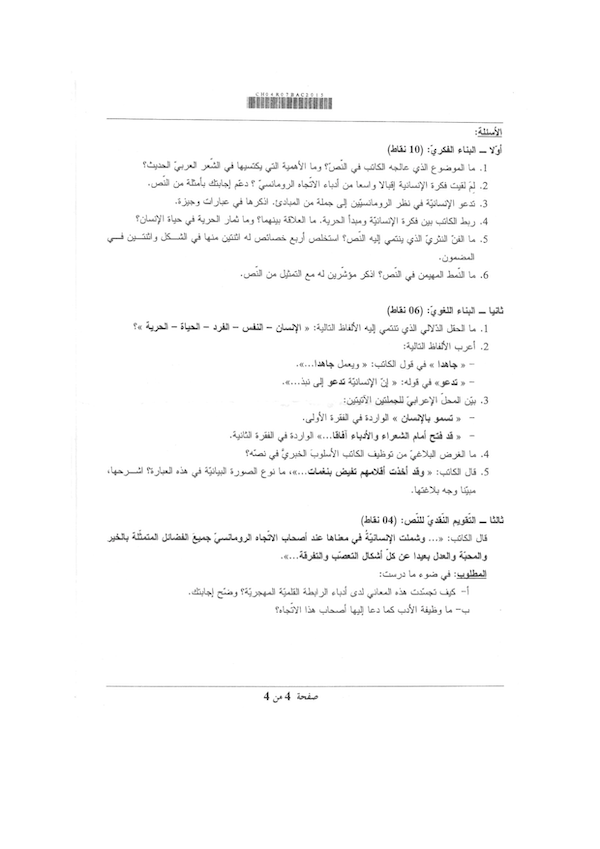 CHE4R07BAC2015
الأسئلة:
أوّلا – البناء الفكريّ: (10 نقاط)
1. ما الموضوع الذي عالجه الكاتب في النّصّ؟ وما الأهمية التي يكتسيها في الشّعر العربيّ الحديث؟
2. لِمَ لقيت فكرة الإنسانية إقبالا واسعا من أدباء الاتّجاه الرومانسيّ ؟ دعّم إجابتك بأمثلة من النّص.
3. تدعو الإنسانيّة في نظر الرومانسيّين إلى جملة من المبادئ. اذكرها في عبارات وجيزة.
4. ربط الكاتب بين فكرة الإنسانيّة ومبدأ الحرية. ما العلاقة بينهما؟ وما ثمار الحرية في حياة الإنسان؟
5. ما الفنّ النثريّ الذي ينتمي إليه النّص؟ استخلص أربع خصائص له اثنتين منها في الشّكل واثنتين في
المضمون.
6. ما النّمط المهيمن في النّص؟ اذكر مؤشّرين له مع التمثيل من النّص.
ثانيا – البناء اللغويّ: (06 نقاط)
1. ما الحقل الدّلالي الذي تنتمي إليه الألفاظ التالية: « الإنسان – النفس – الفرد – الحياة – الحرية »؟
2. أعرب الألفاظ التالية:
- « جاهدا » في قول الكاتب: « ويعمل جاهدا...».
- « تدعو» في قوله: « إنّ الإنسانيّة تدعو إلى نبذ...».
3. بيّن المحلّ الإعرابيّ للجملتين الآتيتين:
- « تسمو بالإنسان » الواردة في الفقرة الأولى.
- « قد فتح أمام الشعراء والأدباء آفاقا...» الواردة في الفقرة الثانية.
4. ما الغرض البلاغيّ من توظيف الكاتب الأسلوبَ الخبريَّ في نصّه؟
5. قال الكاتب: « وقد أخذت أقلامهم تفيض بنغمات...»، ما نوع الصورة البيانيّة في هذه العبارة؟ اشرحها،
مبيّنا وجه بلاغتها.
ثالثا – التّقويم النّقديّ للنّص: (04 نقاط)
قال الكاتب: «... وشملت الإنسانيّةُ في معناها عند أصحاب الاتّجاه الرومانسيّ جميعَ الفضائل المتمثّلة بالخير
والمحبّة والعدل بعيدا عن كلّ أشكال التعصّب والتفرقة...».
المطلوب: في ضوء ما درست:
أ- كيف تجسّدت هذه المعاني لدى أدباء الرابطة القلميّة المهجريّة؟ وضّح إجابتك.
ب- ما وظيفة الأدب كما دعا إليها أصحاب هذا الاتّجاه؟
صفحة 4 من 4